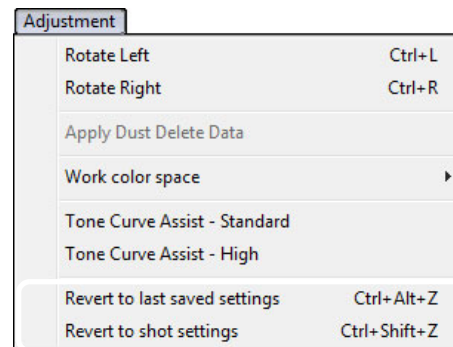 Adjustment
Rotate Left Ctrl+L
Rotate Right Ctrl+R
Apply Dust Delete Data
Work color space
Tone Curve Assist - Standard
Tone Curve Assist - High
Revert to last saved settings Ctrl+Alt+Z
Revert to shot settings Ctrl+Shift+Z